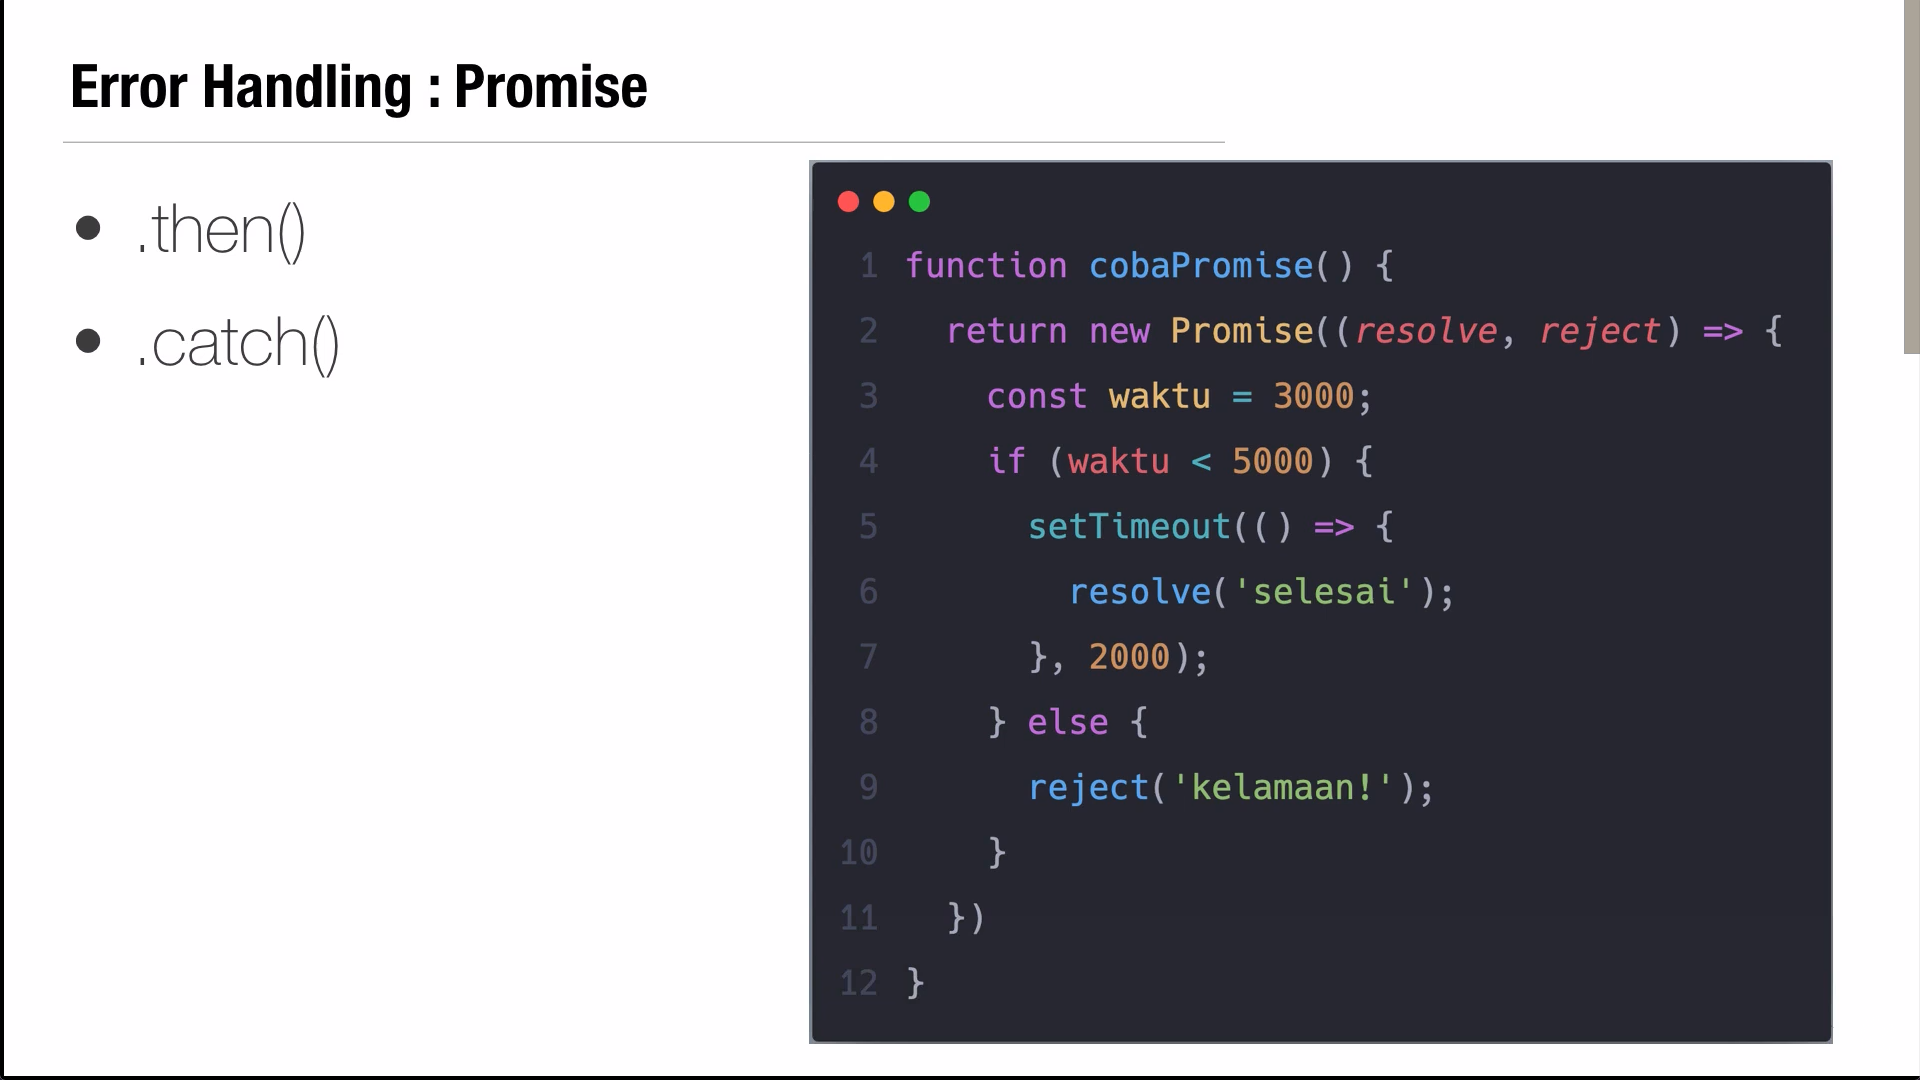 Error Handling : Promise
• .then()
• .catch()
1 function cobaPromise() {
2   return new Promise((resolve, reject) => {
3     const waktu = 3000;
4     if (waktu < 5000) {
5       setTimeout(() => {
6         resolve('selesai');
7       }, 2000);
8     } else {
9       reject('kelamaan!');
10     }
11   })
12 }